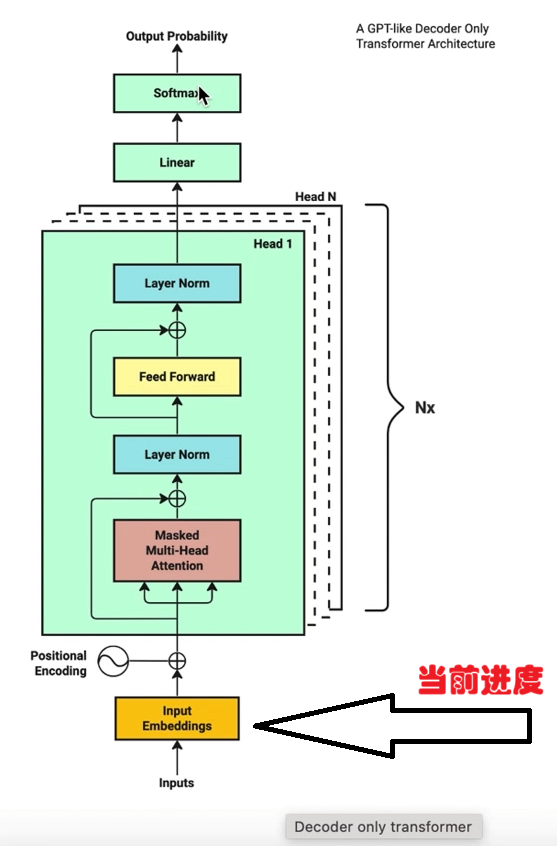 A GPT-like Decoder Only
Transformer Architecture
Output Probability
Softmax
Linear
Head N
Head 1
Layer Norm
Feed Forward
Nx
Layer Norm
Masked
Multi-Head
Attention
Positional
Encoding
当前进度
Input
Embeddings
Inputs
Decoder only transformer